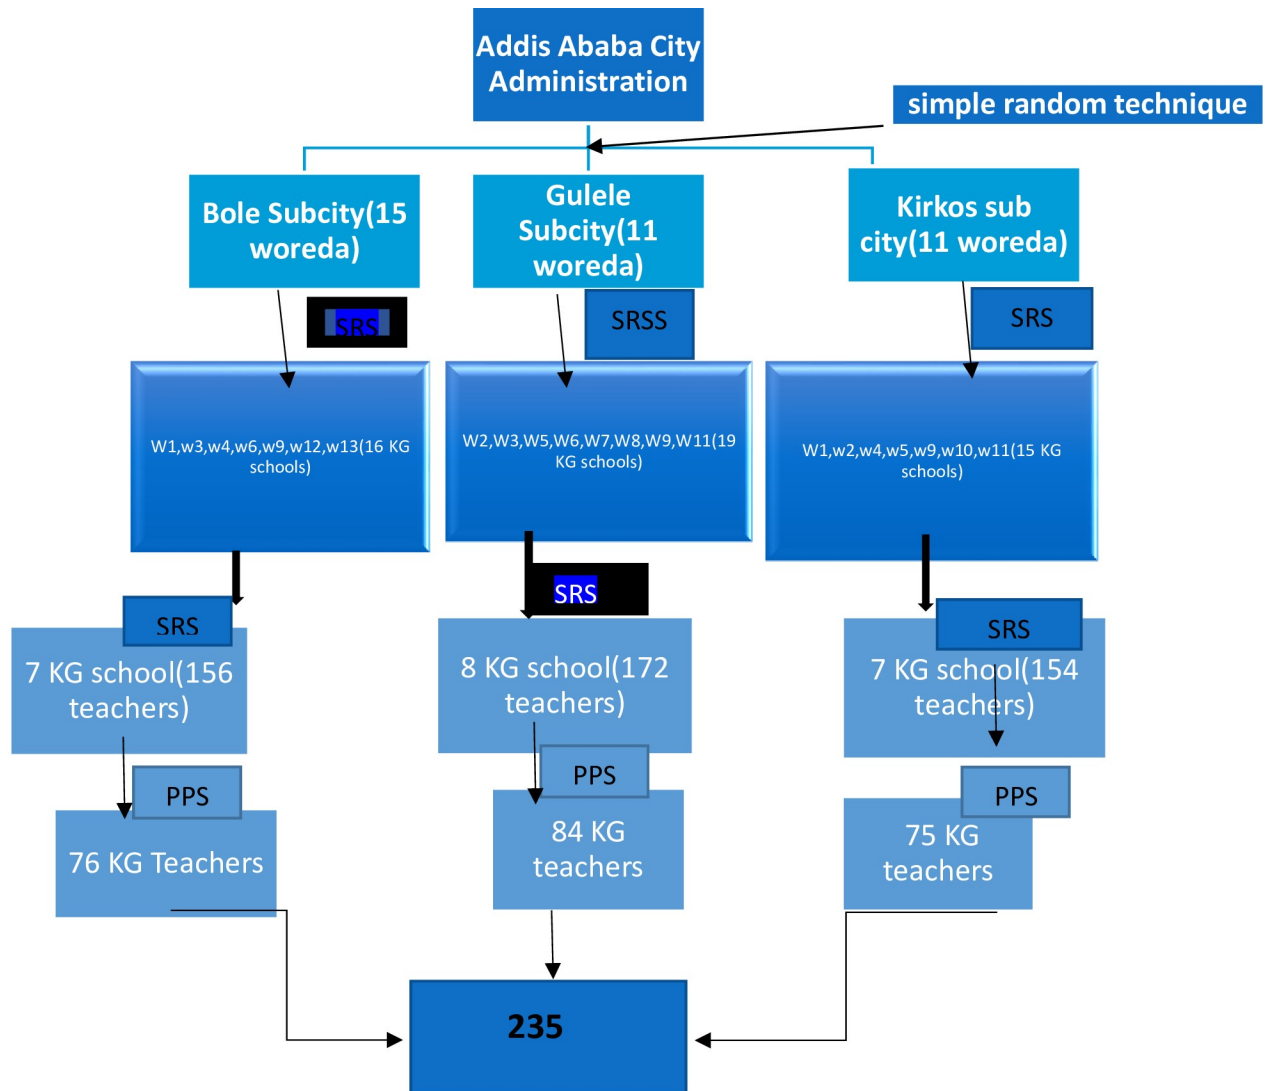 Addis Ababa City
Administration
simple random technique
Bole Subcity(15
woreda)
Gulele
Subcity(11
woreda)
Kirkos sub
city(11 woreda)
SRS
SRSS
SRS
W1,w3,w4,w6,w9,w12,w13(16 KG
schools)
W2,W3,W5,W6,W7,W8,W9,W11(19
KG schools)
W1,w2,w4,w5,w9,w10,w11(15 KG
schools)
SRS
SRS
SRS
7 KG school(156
teachers)
8 KG school(172
teachers)
7 KG school(154
teachers)
PPS
PPS
PPS
76 KG Teachers
84 KG
teachers
75 KG
teachers
235